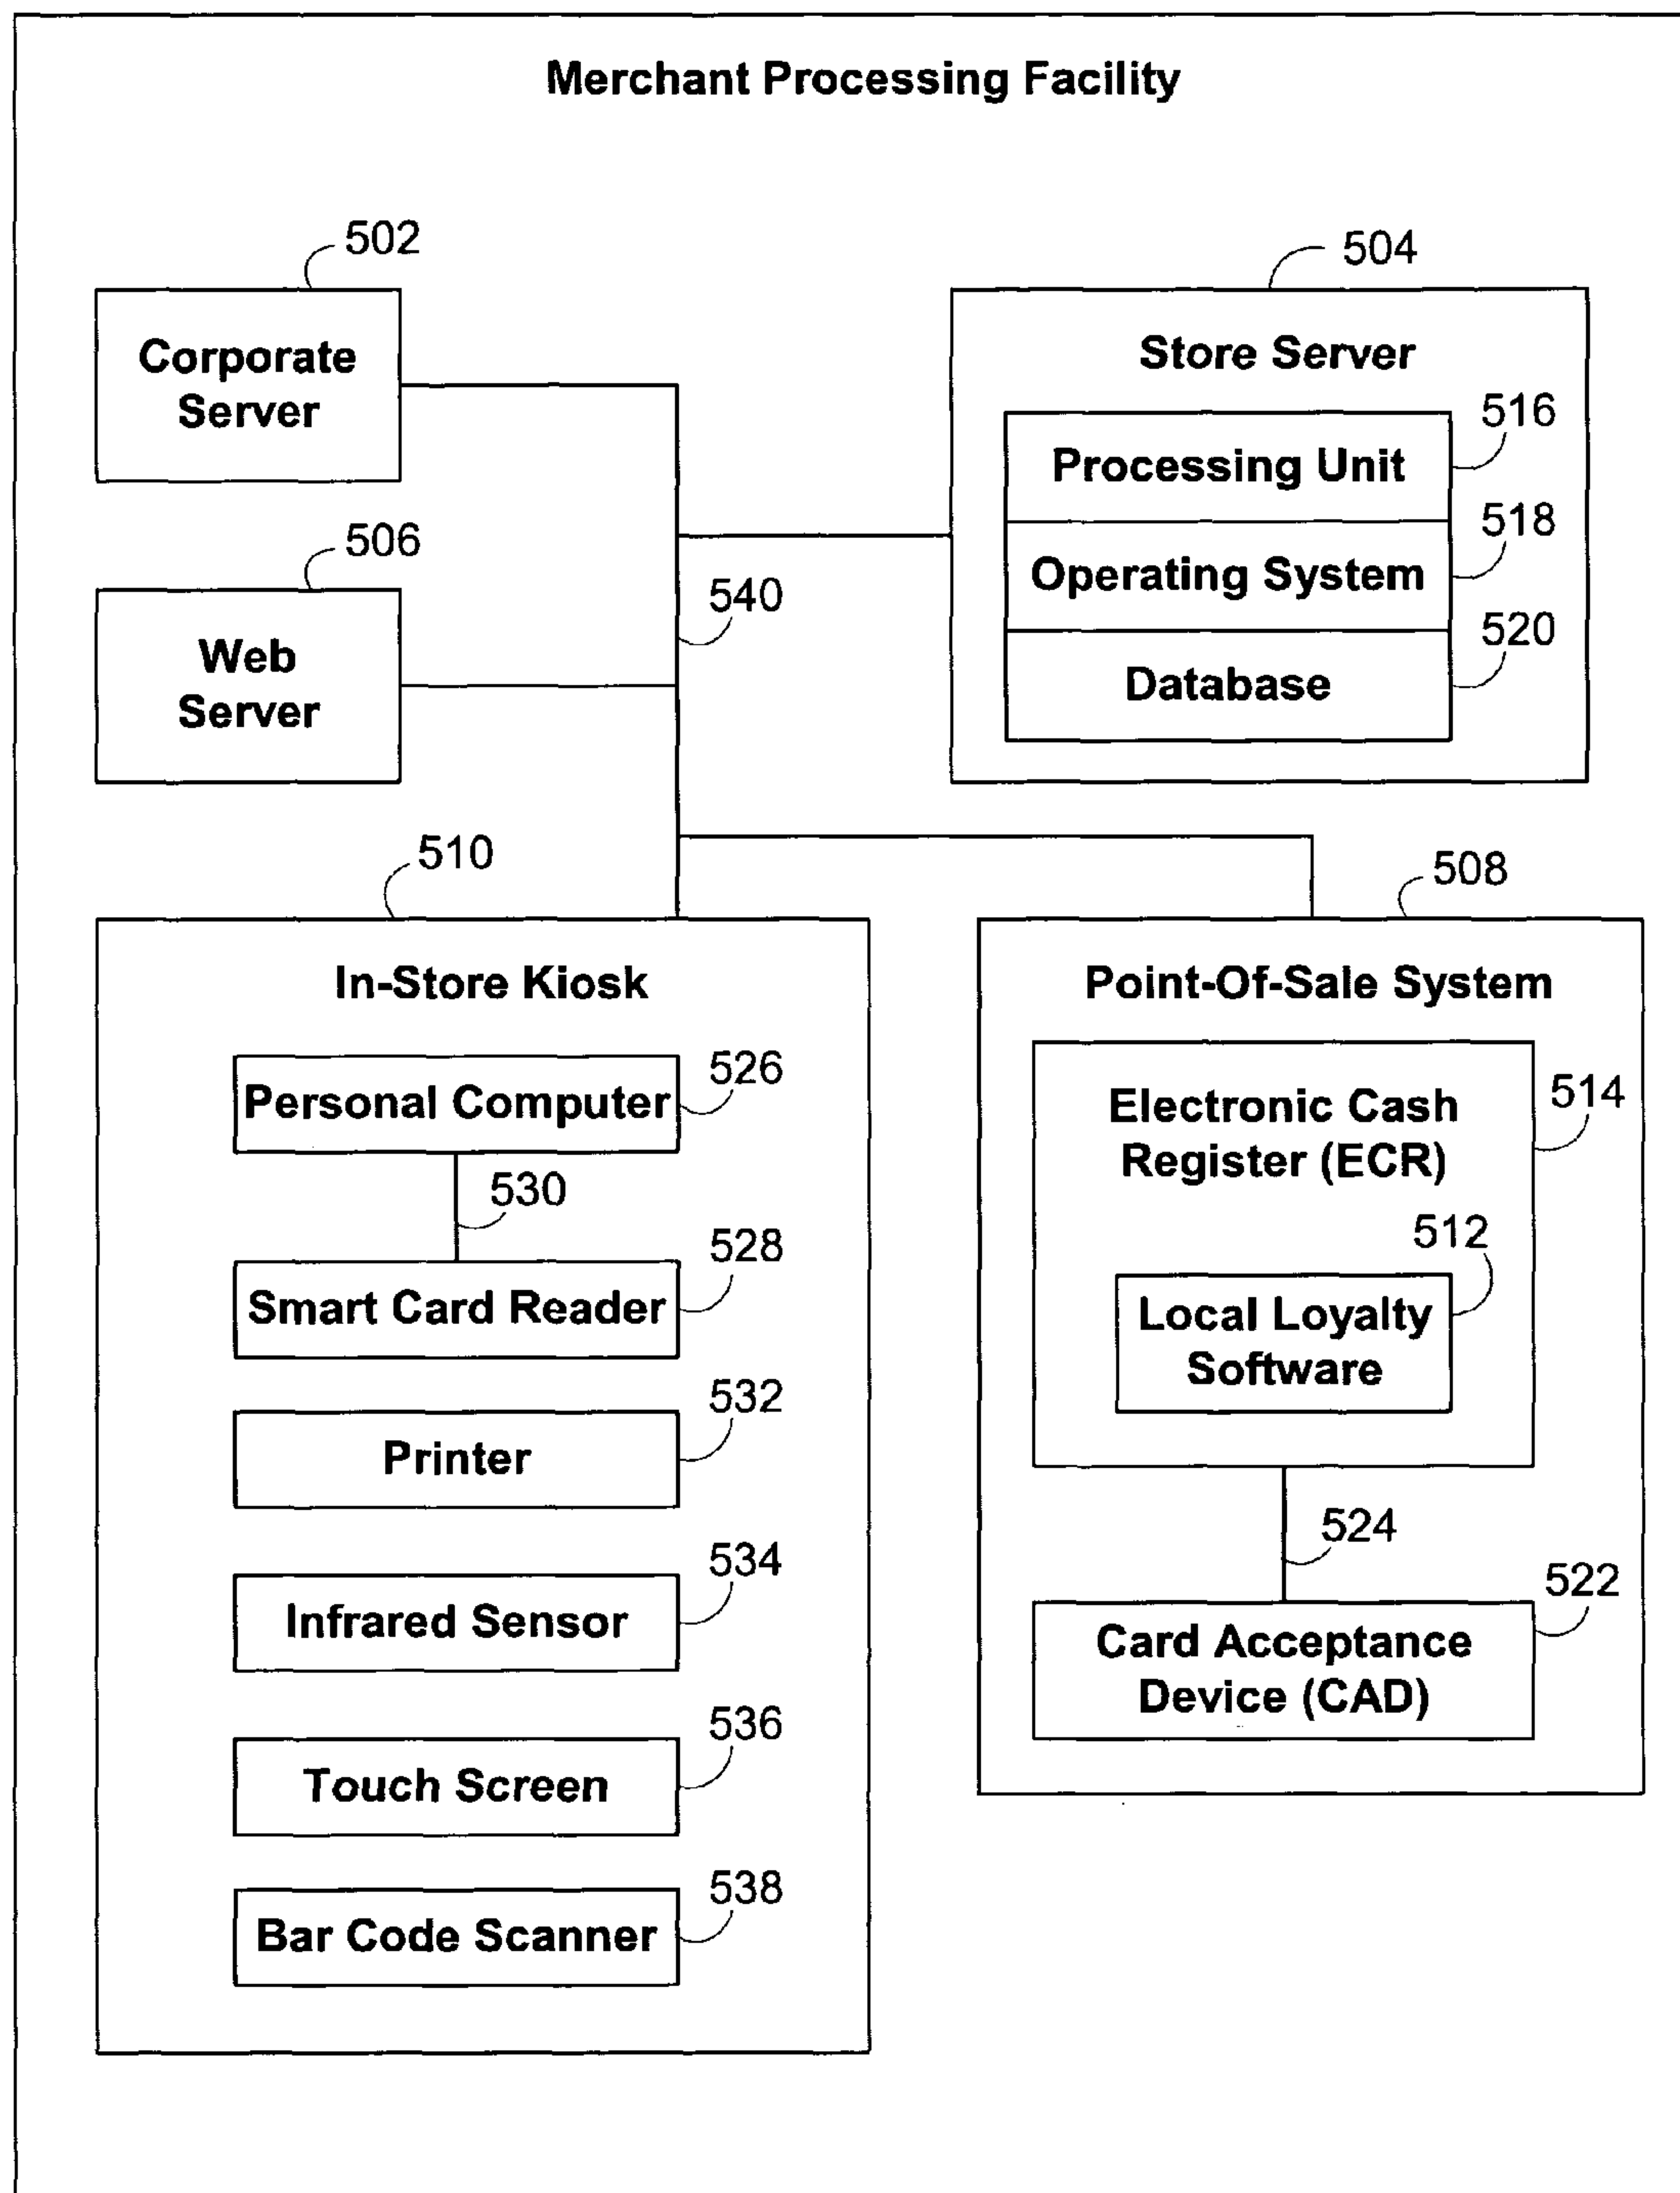 Merchant Processing Facility
502
Corporate
Server
504
Store Server
516
Processing Unit
518
Operating System
520
Database
506
Web
Server
540
510
In-Store Kiosk
526
Personal Computer
530
528
Smart Card Reader
532
Printer
534
Infrared Sensor
536
Touch Screen
538
Bar Code Scanner
508
Point-Of-Sale System
514
Electronic Cash
Register (ECR)
512
Local Loyalty
Software
524
522
Card Acceptance
Device (CAD)